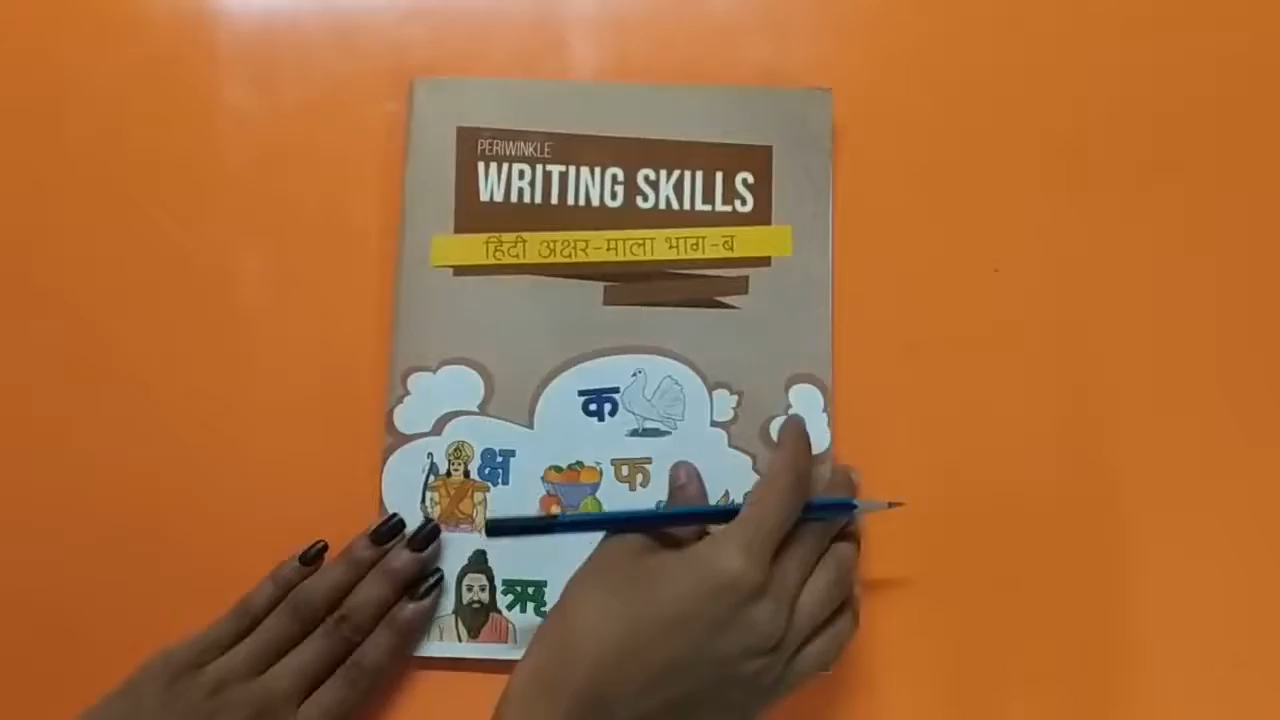 PERIWINKLE
WRITING SKILLS
हिंदी अक्षर-माला भाग-ब
क
क्ष
फ
ऋ